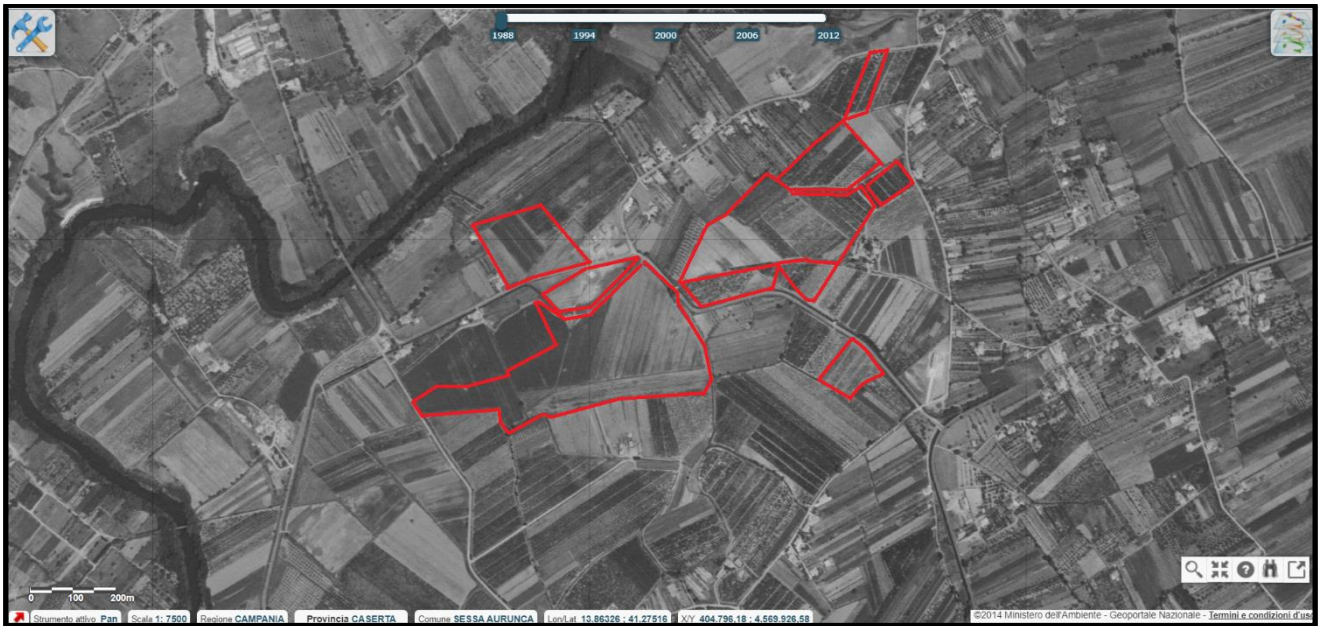 1988 1994 2000 2006 2012
0 100 200m
Strumento attivo Pan Scala 1: 7500 Regione CAMPANIA Provincia CASERTA Comune SESSA AURUNCA Lon/Lat 13.86326 : 41.27516 X/Y 404.796,18 : 4.569.926,58 ©2014 Ministero dell'Ambiente - Geoportale Nazionale - Termini e condizioni d'uso